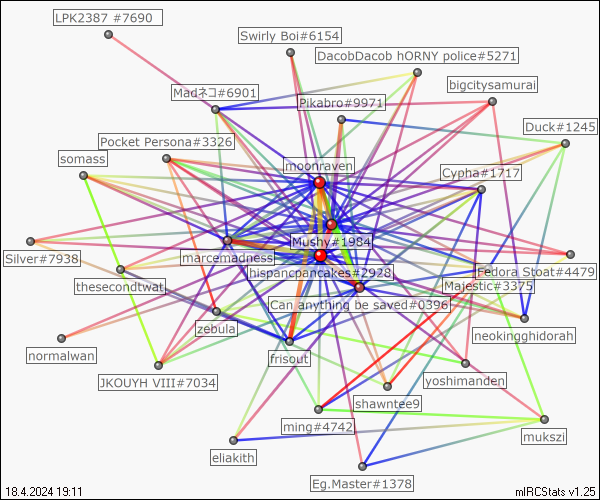 LPK2387 #7690
Swirly Boi#6154
DacobDacob hORNY police#5271
bigcitysamurai
Madネコ#6901
Pikabro#9971
Duck#1245
Pocket Persona#3326
somass
moonraven
Cypha#1717
Mushy#1984
Silver#7938
marcemadness
hispancpancakes#2928
Fedora Stoat#4479
thesecondtwat
Majestic#3375
Can anything be saved#0396
zebula
neokingghidorah
normalwan
frisout
JKOUYH VIII#7034
yoshimanden
shawntee9
ming#4742
mukszi
eliakith
Eg.Master#1378
18.4.2024 19:11
mIRCStats v1.25